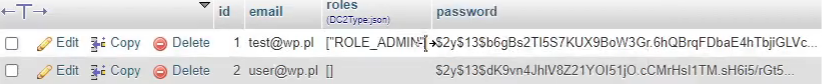 id email roles password
(DC2Type:json)
Edit Copy Delete 1 test@wp.pl ["ROLE_ADMIN" $2y$13$b6gBs2TI5S7KUX9BoW3Gr.6hQBrqFDbaE4hTbjiGLVc...
Edit Copy Delete 2 user@wp.pl [] $2y$13$dK9vn4JhlV8Z21YOI51jO.cCMrHsI1TM.sH6i5/rGt5...